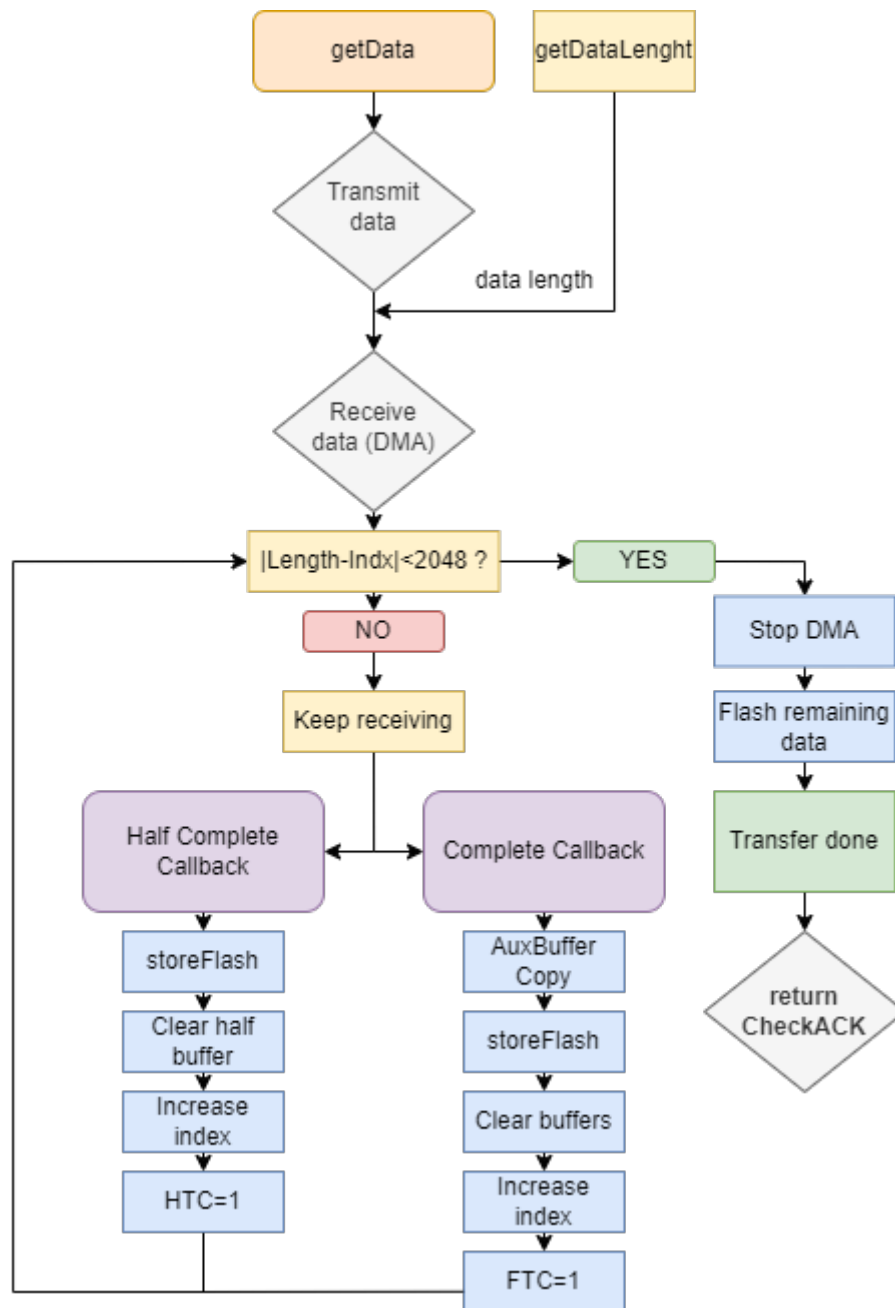 getData
getDataLenght
Transmit
data
data length
Receive
data (DMA)
|Length-Indx|<2048 ?
YES
NO
Stop DMA
Keep receiving
Flash remaining
data
Half Complete
Callback
Complete Callback
Transfer done
storeFlash
AuxBuffer
Copy
Clear half
buffer
storeFlash
return
CheckACK
Increase
index
Clear buffers
HTC=1
Increase
index
FTC=1